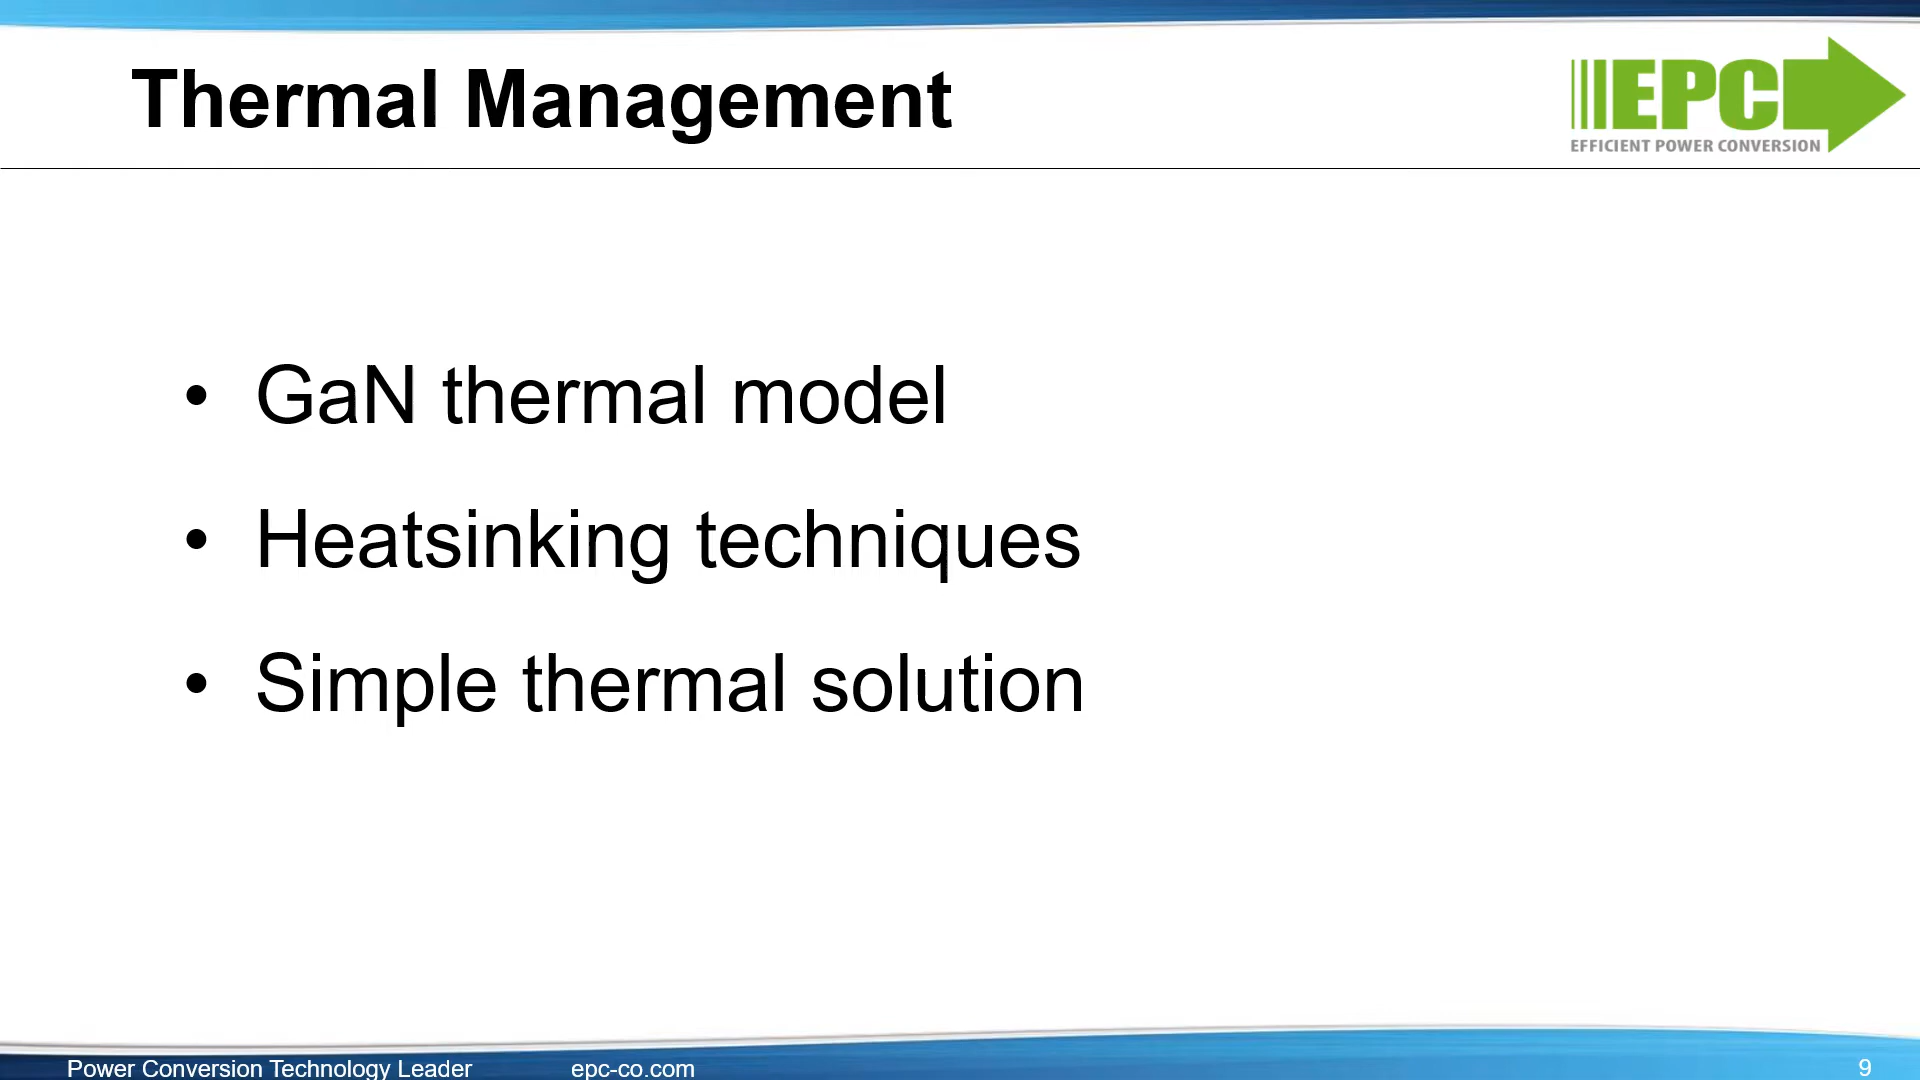 Thermal Management
EPC
EFFICIENT POWER CONVERSION
• GaN thermal model
• Heatsinking techniques
• Simple thermal solution
Power Conversion Technology Leader epc-co.com 9